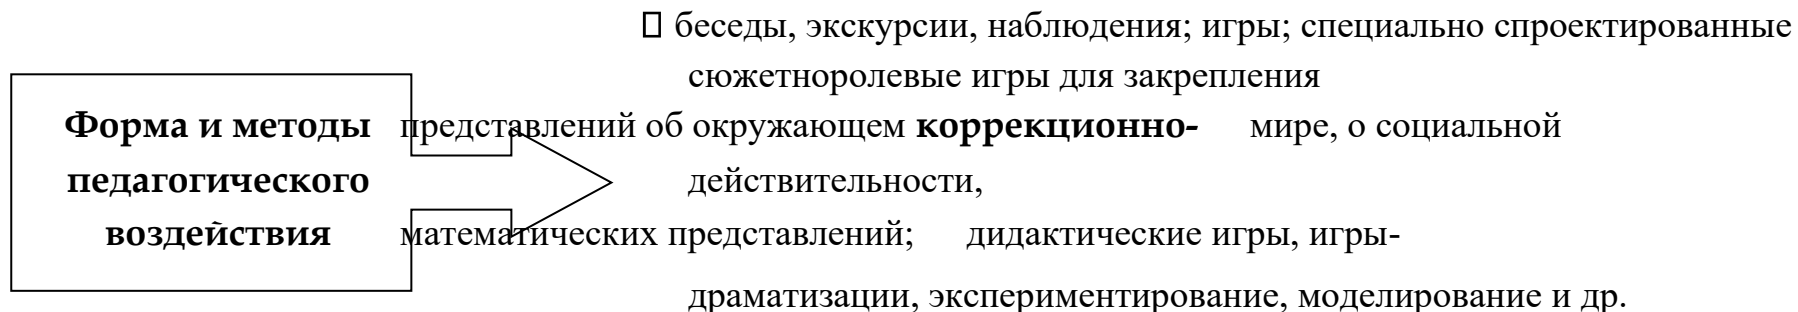 беседы, экскурсии, наблюдения; игры; специально спроектированные
сюжетноролевые игры для закрепления
Форма и методы представлений об окружающем коррекционно- мире, о социальной
педагогического действительности,
воздействия математических представлений; дидактические игры, игры-
драматизации, экспериментирование, моделирование и др.